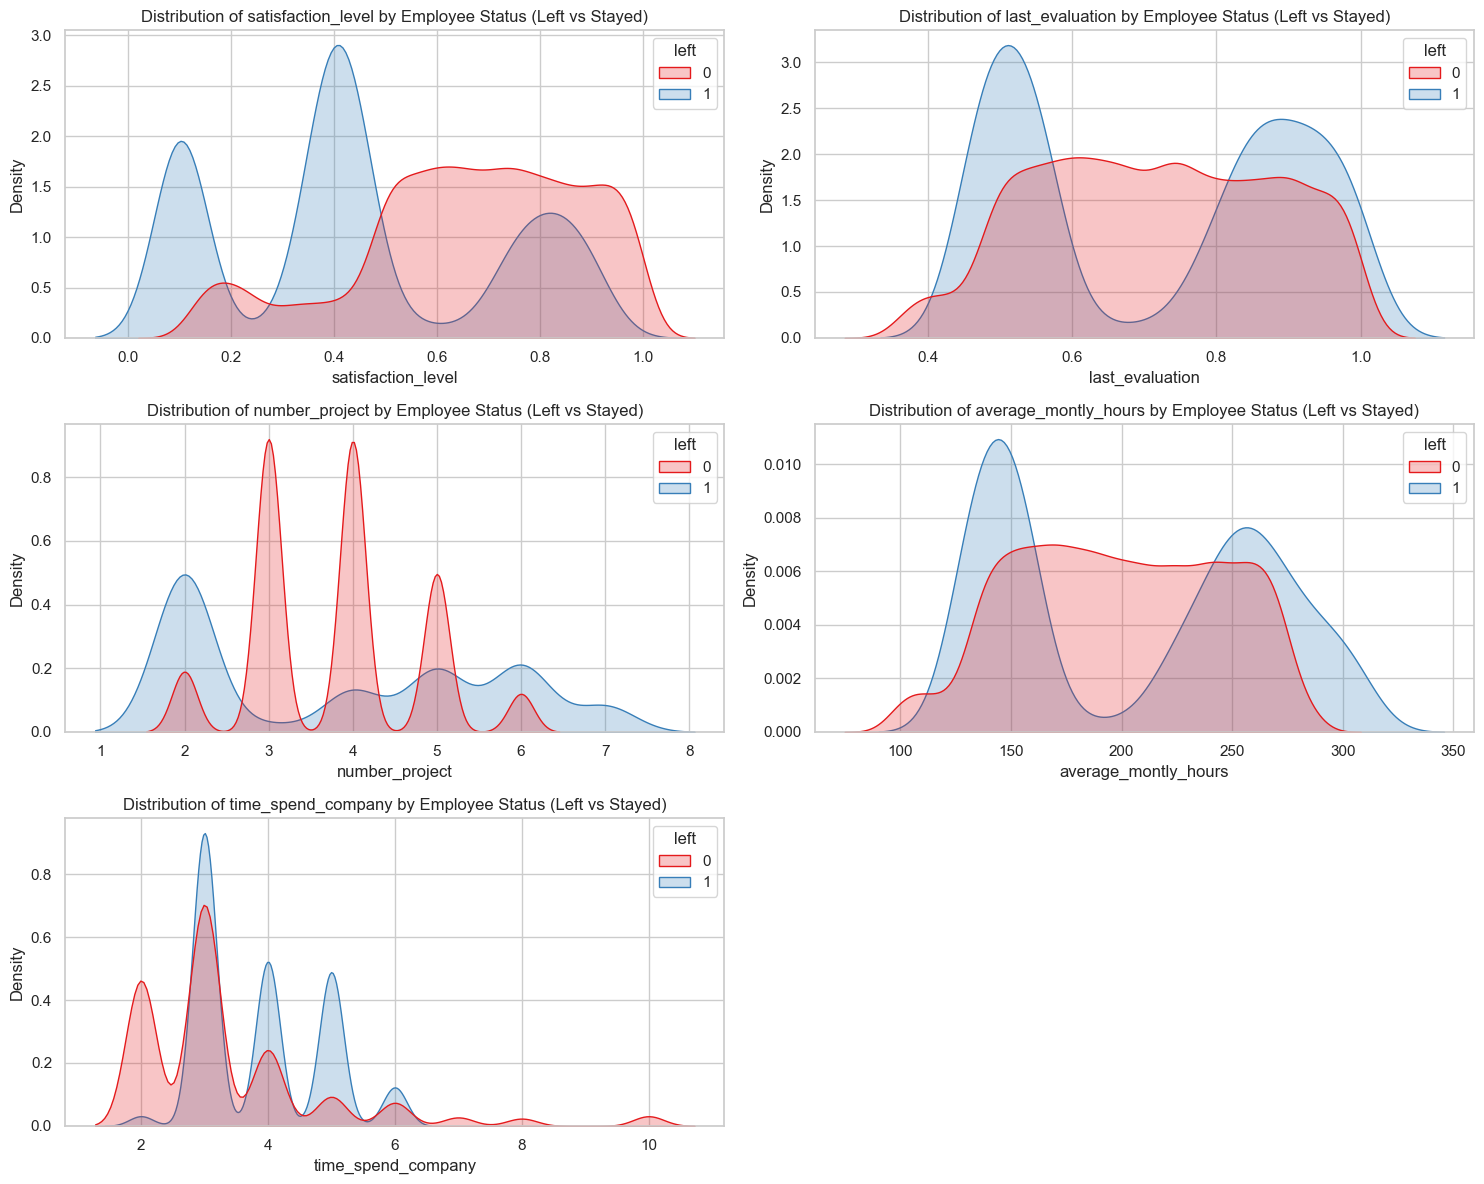 Distribution of satisfaction_level by Employee Status (Left vs Stayed)
3.0
2.5
2.0
1.5
1.0
0.5
0.0
Density
left
0
1
0.0 0.2 0.4 0.6 0.8 1.0
satisfaction_level
Distribution of last_evaluation by Employee Status (Left vs Stayed)
3.0
2.5
2.0
1.5
1.0
0.5
0.0
Density
left
0
1
0.4 0.6 0.8 1.0
last_evaluation
Distribution of number_project by Employee Status (Left vs Stayed)
0.8
0.6
0.4
0.2
0.0
Density
left
0
1
1 2 3 4 5 6 7 8
number_project
Distribution of average_montly_hours by Employee Status (Left vs Stayed)
0.010
0.008
0.006
0.004
0.002
0.000
Density
left
0
1
100 150 200 250 300 350
average_montly_hours
Distribution of time_spend_company by Employee Status (Left vs Stayed)
0.8
0.6
0.4
0.2
0.0
Density
left
0
1
2 4 6 8 10
time_spend_company